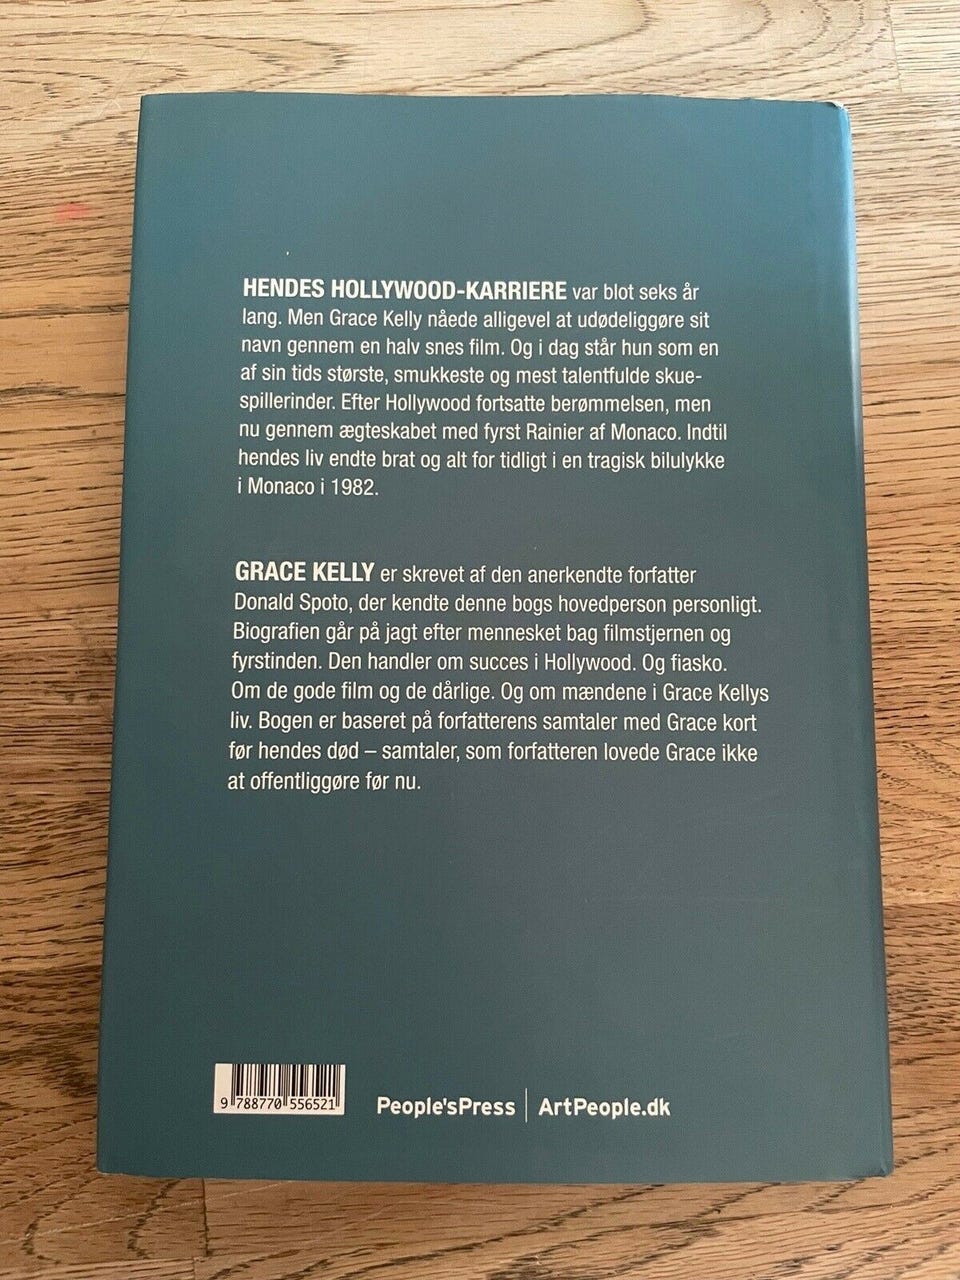 HENDES HOLLYWOOD-KARRIERE var blot seks år
lang. Men Grace Kelly nåede alligevel at udødeliggøre sit
navn gennem en halv snes film. Og i dag står hun som en
af sin tids største, smukkeste og mest talentfulde skue-
spillerinder. Efter Hollywood fortsatte berømmelsen, men
nu gennem ægteskabet med fyrst Rainier af Monaco. Indtil
hendes liv endte brat og alt for tidligt i en tragisk bilulykke
i Monaco i 1982.
GRACE KELLY er skrevet af den anerkendte forfatter
Donald Spoto, der kendte denne bogs hovedperson personligt.
Biografien går på jagt efter mennesket bag filmstjernen og
fyrstinden. Den handler om succes i Hollywood. Og fiasko.
Om de gode film og de dårlige. Og om mændene i Grace Kellys
liv. Bogen er baseret på forfatterens samtaler med Grace kort
før hendes død – samtaler, som forfatteren lovede Grace ikke
at offentliggøre før nu.
9 788770 556521
People'sPress | ArtPeople.dk